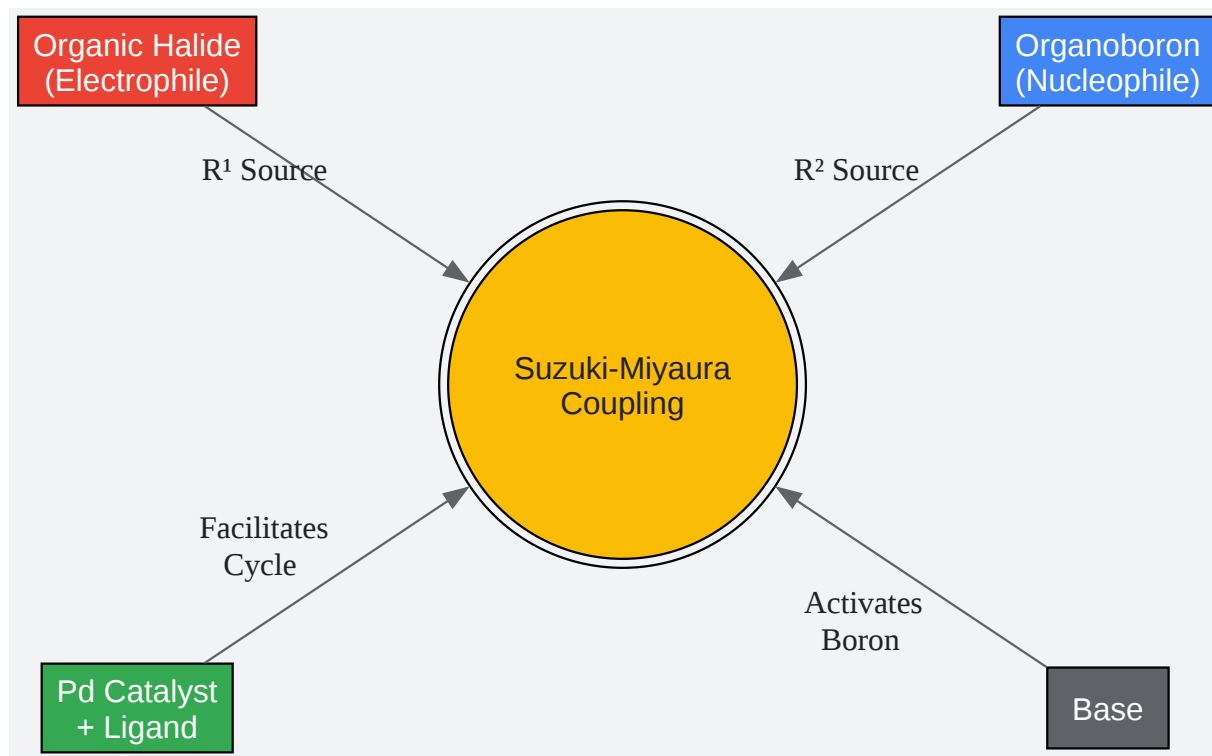 Organic Halide
(Electrophile)
Organoboron
(Nucleophile)
R¹ Source
R² Source
Suzuki-Miyaura
Coupling
Facilitates
Cycle
Activates
Boron
Pd Catalyst
+ Ligand
Base